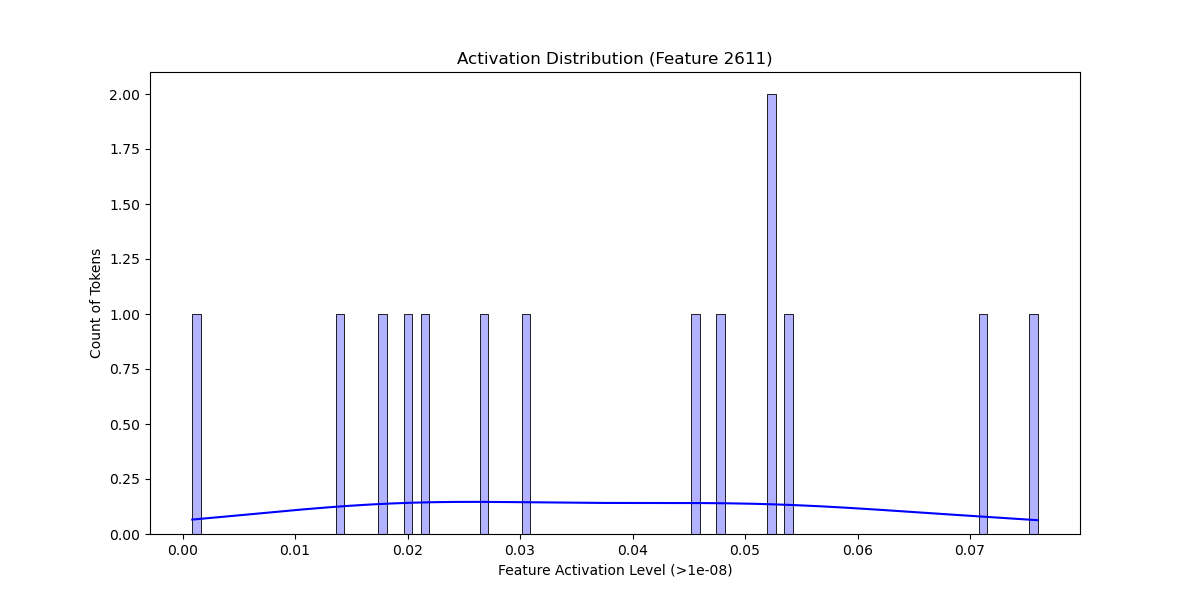 Activation Distribution (Feature 2611)
2.00
1.75
1.50
1.25
1.00
0.75
0.50
0.25
0.00
Count of Tokens
0.00 0.01 0.02 0.03 0.04 0.05 0.06 0.07
Feature Activation Level (>1e-08)